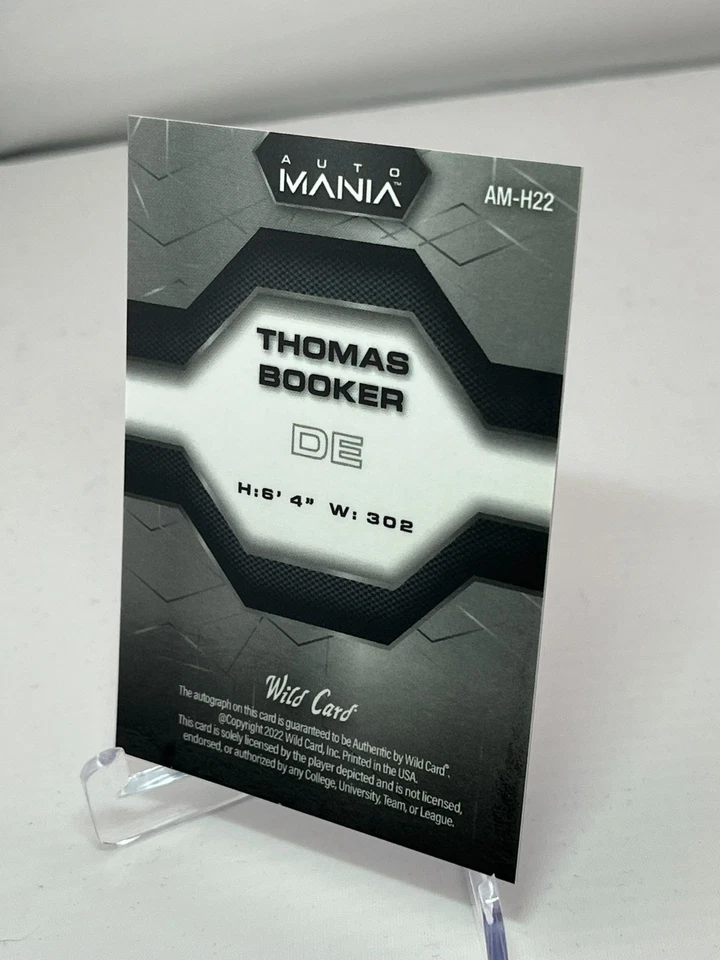 AUTO
MANIA™
AM-H22
THOMAS
BOOKER
DE
H:6' 4" W: 302
Wild Card
The autograph on this card is guaranteed to be Authentic by Wild Card®.
@Copyright 2022 Wild Card, Inc. Printed in the USA.
This card is solely licensed by the player depicted and is not licensed,
endorsed, or authorized by any College, University, Team, or League.